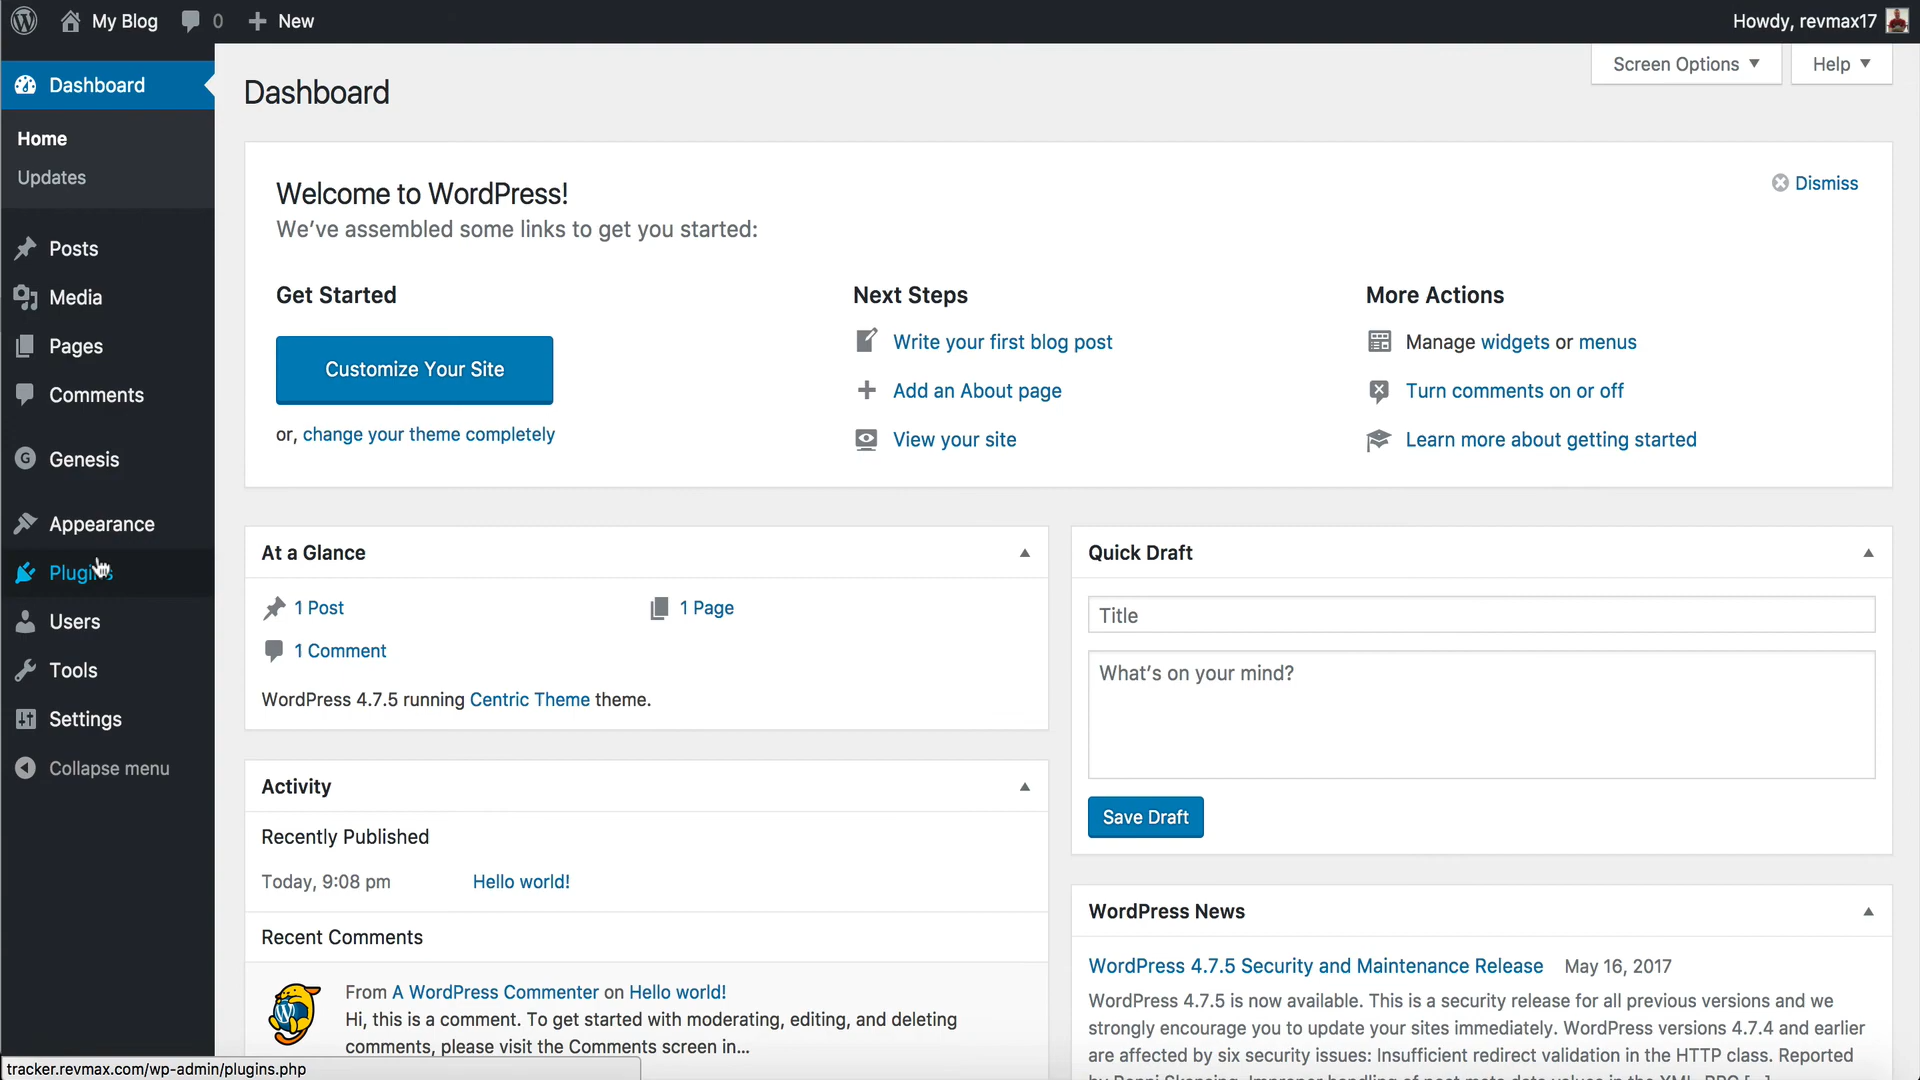 My Blog
0
New
Howdy, revmax17
Dashboard
Home
Updates
Posts
Media
Pages
Comments
Genesis
Appearance
Plugins
Users
Tools
Settings
Collapse menu
Screen Options
Help
Dashboard
Welcome to WordPress!
We've assembled some links to get you started:
Dismiss
Get Started
Customize Your Site
or, change your theme completely
Next Steps
Write your first blog post
Add an About page
View your site
More Actions
Manage widgets or menus
Turn comments on or off
Learn more about getting started
At a Glance
1 Post
1 Page
1 Comment
WordPress 4.7.5 running Centric Theme theme.
Activity
Recently Published
Today, 9:08 pm
Hello world!
Recent Comments
From A WordPress Commenter on Hello world!
Hi, this is a comment. To get started with moderating, editing, and deleting
comments, please visit the Comments screen in...
Quick Draft
Title
What's on your mind?
Save Draft
WordPress News
WordPress 4.7.5 Security and Maintenance Release May 16, 2017
WordPress 4.7.5 is now available. This is a security release for all previous versions and we
strongly encourage you to update your sites immediately. WordPress versions 4.7.4 and earlier
are affected by six security issues: Insufficient redirect validation in the HTTP class. Reported
tracker.revmax.com/wp-admin/plugins.php